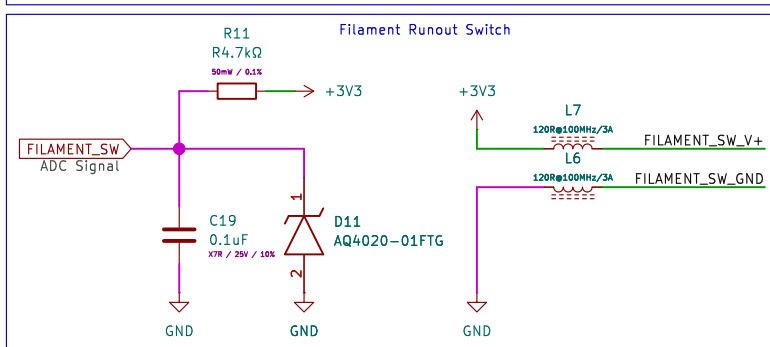 Filament Runout Switch
R11
R4.7kΩ
50mW / 0.1%
+3V3
FILAMENT_SW
ADC Signal
C19
0.1uF
X7R / 25V / 10%
GND
1
D11
AQ4020-01FTG
2
GND
+3V3
L7
120R@100MHz/3A
FILAMENT_SW_V+
L6
120R@100MHz/3A
FILAMENT_SW_GND
GND